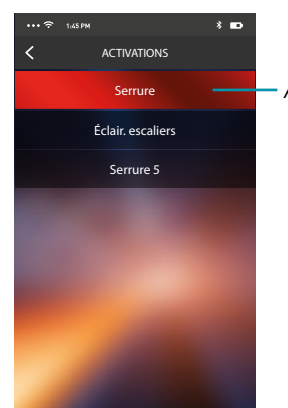 1:45 PM
ACTIVATIONS
Serrure
A
Éclair. escaliers
Serrure 5